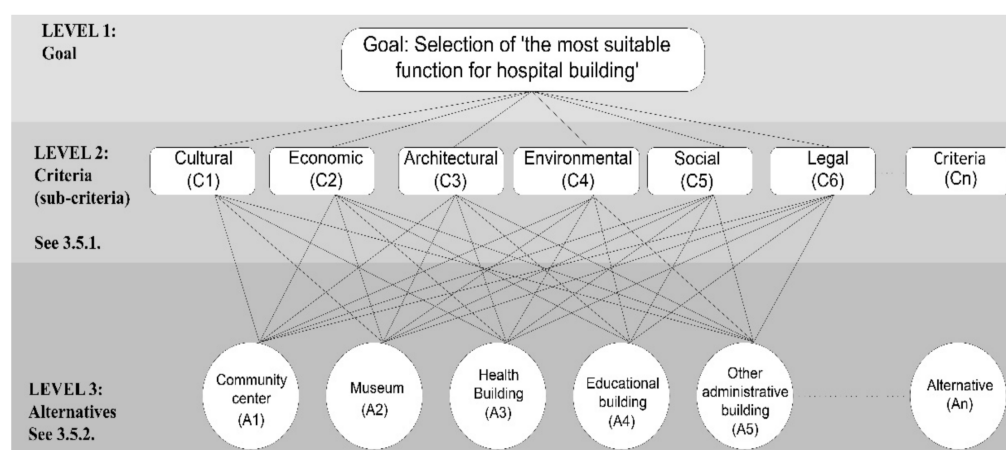 LEVEL 1:
Goal
Goal: Selection of 'the most suitable
function for hospital building'
LEVEL 2:
Criteria
(sub-criteria)
See 3.5.1.
Cultural
(C1)
Economic
(C2)
Architectural
(C3)
Environmental
(C4)
Social
(C5)
Legal
(C6)
Criteria
(Cn)
LEVEL 3:
Alternatives
See 3.5.2.
Community
center
(A1)
Museum
(A2)
Health
Building
(A3)
Educational
building
(A4)
Other
administrative
building
(A5)
Alternative
(An)